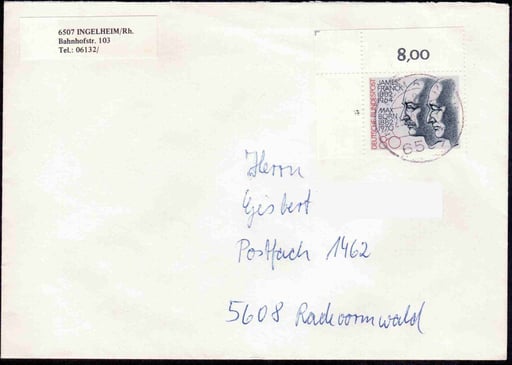 6507 INGELHEIM/Rh.
Bahnhofstr. 103
Tel.: 06132/
8,00
JAMES
FRANCK
1882
1964
MAX
BORN
1882
1970
DEUTSCHE BUNDESPOST
80
65
Herrn
Gisbert
Postfach 1462
5608 Radevormwald